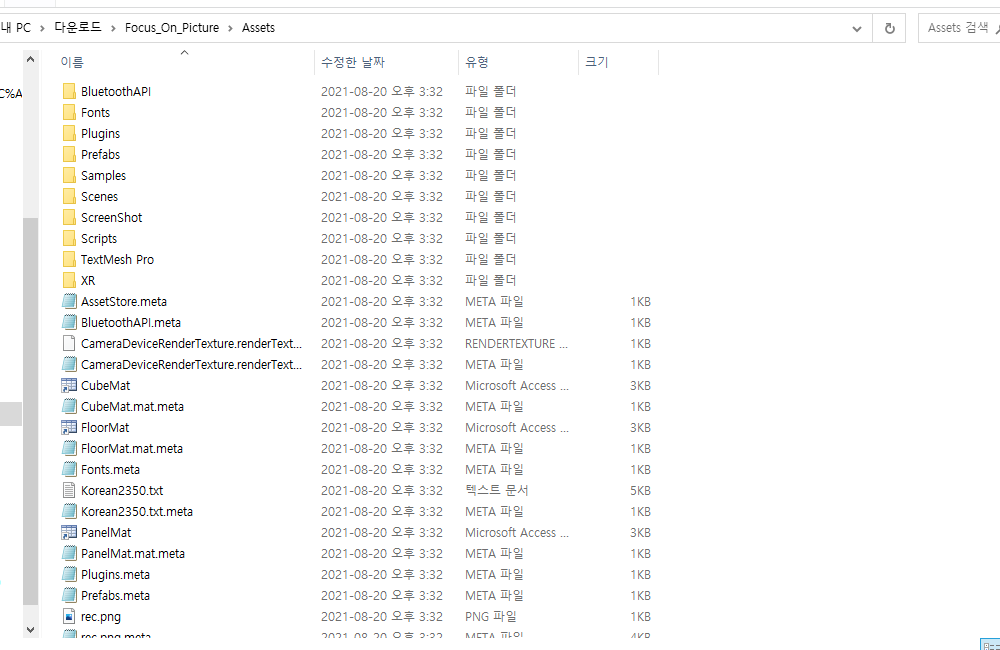 내 PC > 다운로드 > Focus_On_Picture > Assets
Assets 검색
C%A
이름 수정한 날짜 유형 크기
BluetoothAPI 2021-08-20 오후 3:32 파일 폴더
Fonts 2021-08-20 오후 3:32 파일 폴더
Plugins 2021-08-20 오후 3:32 파일 폴더
Prefabs 2021-08-20 오후 3:32 파일 폴더
Samples 2021-08-20 오후 3:32 파일 폴더
Scenes 2021-08-20 오후 3:32 파일 폴더
ScreenShot 2021-08-20 오후 3:32 파일 폴더
Scripts 2021-08-20 오후 3:32 파일 폴더
TextMesh Pro 2021-08-20 오후 3:32 파일 폴더
XR 2021-08-20 오후 3:32 파일 폴더
AssetStore.meta 2021-08-20 오후 3:32 META 파일 1KB
BluetoothAPI.meta 2021-08-20 오후 3:32 META 파일 1KB
CameraDeviceRenderTexture.renderText... 2021-08-20 오후 3:32 RENDERTEXTURE ... 1KB
CameraDeviceRenderTexture.renderText... 2021-08-20 오후 3:32 META 파일 1KB
CubeMat 2021-08-20 오후 3:32 Microsoft Access ... 3KB
CubeMat.mat.meta 2021-08-20 오후 3:32 META 파일 1KB
FloorMat 2021-08-20 오후 3:32 Microsoft Access ... 3KB
FloorMat.mat.meta 2021-08-20 오후 3:32 META 파일 1KB
Fonts.meta 2021-08-20 오후 3:32 META 파일 1KB
Korean2350.txt 2021-08-20 오후 3:32 텍스트 문서 5KB
Korean2350.txt.meta 2021-08-20 오후 3:32 META 파일 1KB
PanelMat 2021-08-20 오후 3:32 Microsoft Access ... 3KB
PanelMat.mat.meta 2021-08-20 오후 3:32 META 파일 1KB
Plugins.meta 2021-08-20 오후 3:32 META 파일 1KB
Prefabs.meta 2021-08-20 오후 3:32 META 파일 1KB
rec.png 2021-08-20 오후 3:32 PNG 파일 1KB
rec.png.meta 2021-08-20 오후 3:32 META 파일 4KB